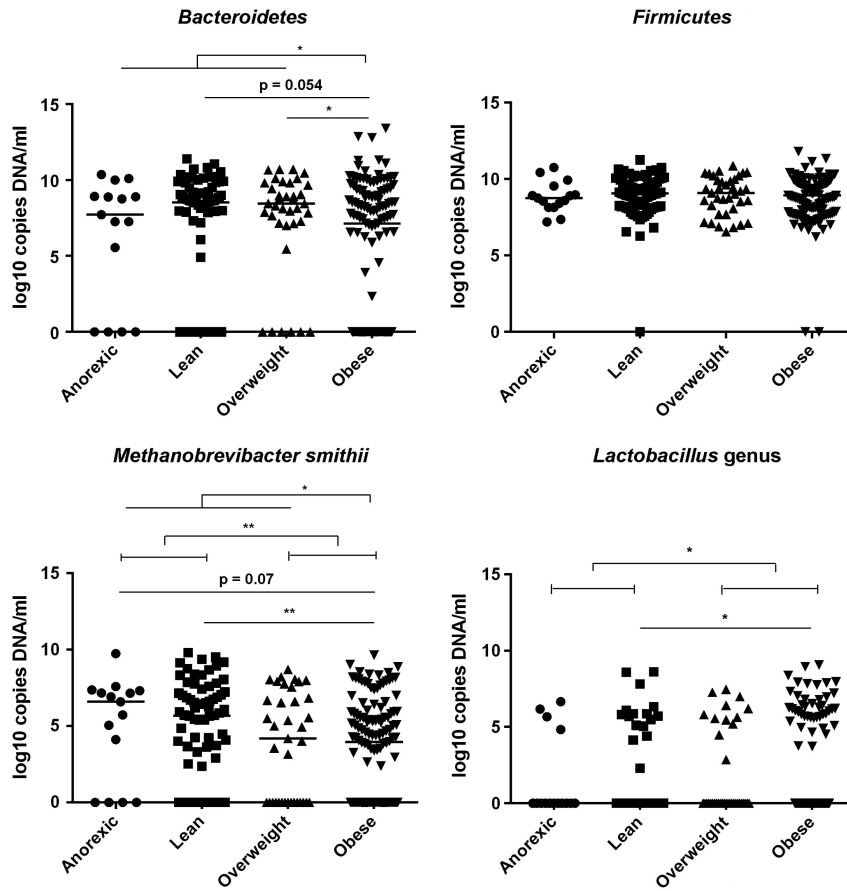 Bacteroidetes
*
p = 0.054
*
15
10
5
0
log10 copies DNA/ml
Anorexic
Lean
Overweight
Obese
Firmicutes
15
10
5
0
log10 copies DNA/ml
Anorexic
Lean
Overweight
Obese
Methanobrevibacter smithii
*
**
p = 0.07
**
15
10
5
0
log10 copies DNA/ml
Anorexic
Lean
Overweight
Obese
Lactobacillus genus
*
*
15
10
5
0
log10 copies DNA/ml
Anorexic
Lean
Overweight
Obese